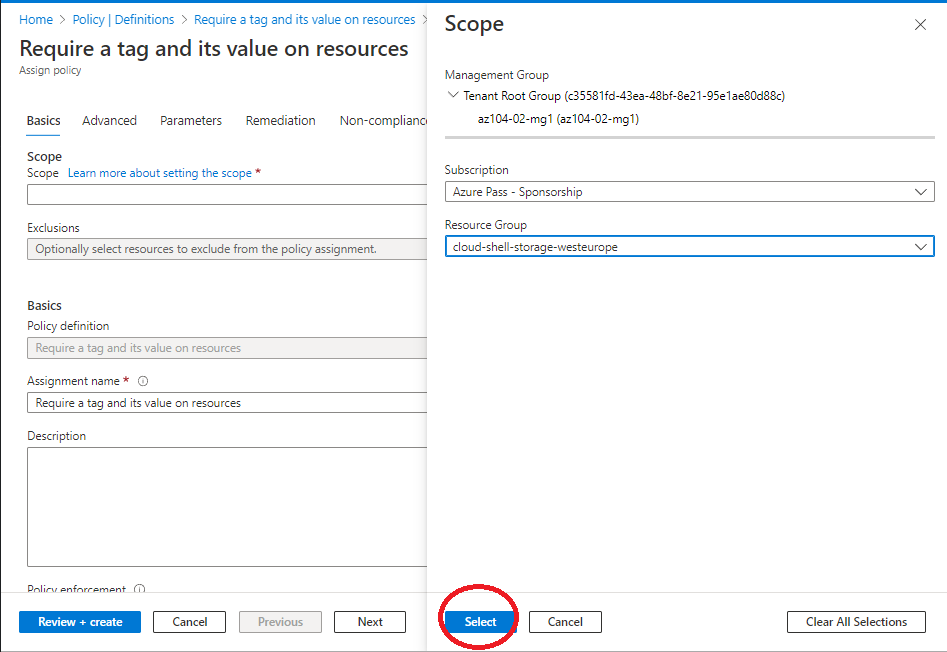 Home > Policy | Definitions > Require a tag and its value on resources >
Require a tag and its value on resources
Assign policy
Basics Advanced Parameters Remediation Non-compliance
Scope
Scope Learn more about setting the scope *
Exclusions
Optionally select resources to exclude from the policy assignment.
Basics
Policy definition
Require a tag and its value on resources
Assignment name *
Require a tag and its value on resources
Description
Policy enforcement
Review + create Cancel Previous Next
Scope
Management Group
Tenant Root Group (c35581fd-43ea-48bf-8e21-95e1ae80d88c)
az104-02-mg1 (az104-02-mg1)
Subscription
Azure Pass - Sponsorship
Resource Group
cloud-shell-storage-westeurope
Select Cancel Clear All Selections